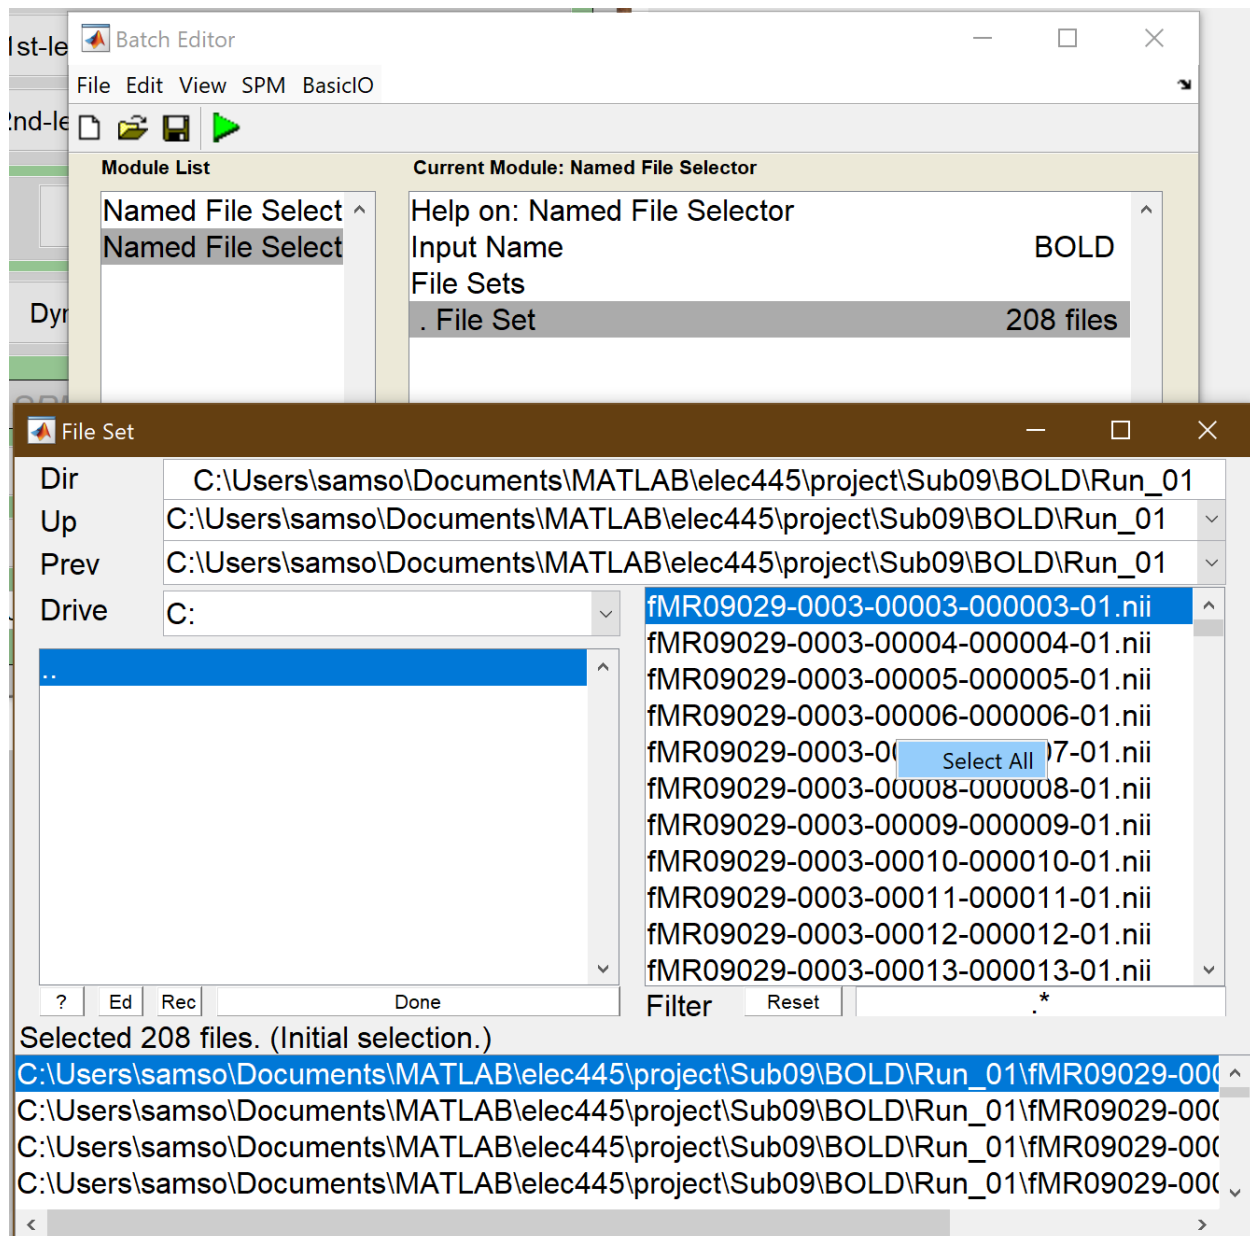 1st-le
Batch Editor
File Edit View SPM BasicIO
2nd-le
Module List
Current Module: Named File Selector
Named File Select
Named File Select
Help on: Named File Selector
Input Name BOLD
File Sets
. File Set 208 files
Dyn
File Set
Dir C:\Users\samso\Documents\MATLAB\elec445\project\Sub09\BOLD\Run_01
Up C:\Users\samso\Documents\MATLAB\elec445\project\Sub09\BOLD\Run_01
Prev C:\Users\samso\Documents\MATLAB\elec445\project\Sub09\BOLD\Run_01
Drive C:
..
fMR09029-0003-00003-000003-01.nii
fMR09029-0003-00004-000004-01.nii
fMR09029-0003-00005-000005-01.nii
fMR09029-0003-00006-000006-01.nii
fMR09029-0003-00 07-01.nii
Select All
fMR09029-0003-00008-000008-01.nii
fMR09029-0003-00009-000009-01.nii
fMR09029-0003-00010-000010-01.nii
fMR09029-0003-00011-000011-01.nii
fMR09029-0003-00012-000012-01.nii
fMR09029-0003-00013-000013-01.nii
? Ed Rec Done
Filter Reset .*
Selected 208 files. (Initial selection.)
C:\Users\samso\Documents\MATLAB\elec445\project\Sub09\BOLD\Run_01\fMR09029-000
C:\Users\samso\Documents\MATLAB\elec445\project\Sub09\BOLD\Run_01\fMR09029-000
C:\Users\samso\Documents\MATLAB\elec445\project\Sub09\BOLD\Run_01\fMR09029-000
C:\Users\samso\Documents\MATLAB\elec445\project\Sub09\BOLD\Run_01\fMR09029-000